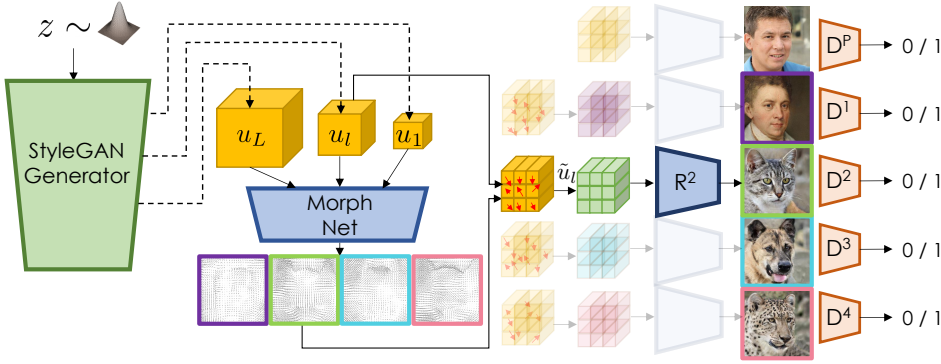 z ∼
StyleGAN
Generator
u_L
u_l
u_1
Morph
Net
ũ_l
R²
Dᴾ
0 / 1
D¹
0 / 1
D²
0 / 1
D³
0 / 1
D⁴
0 / 1